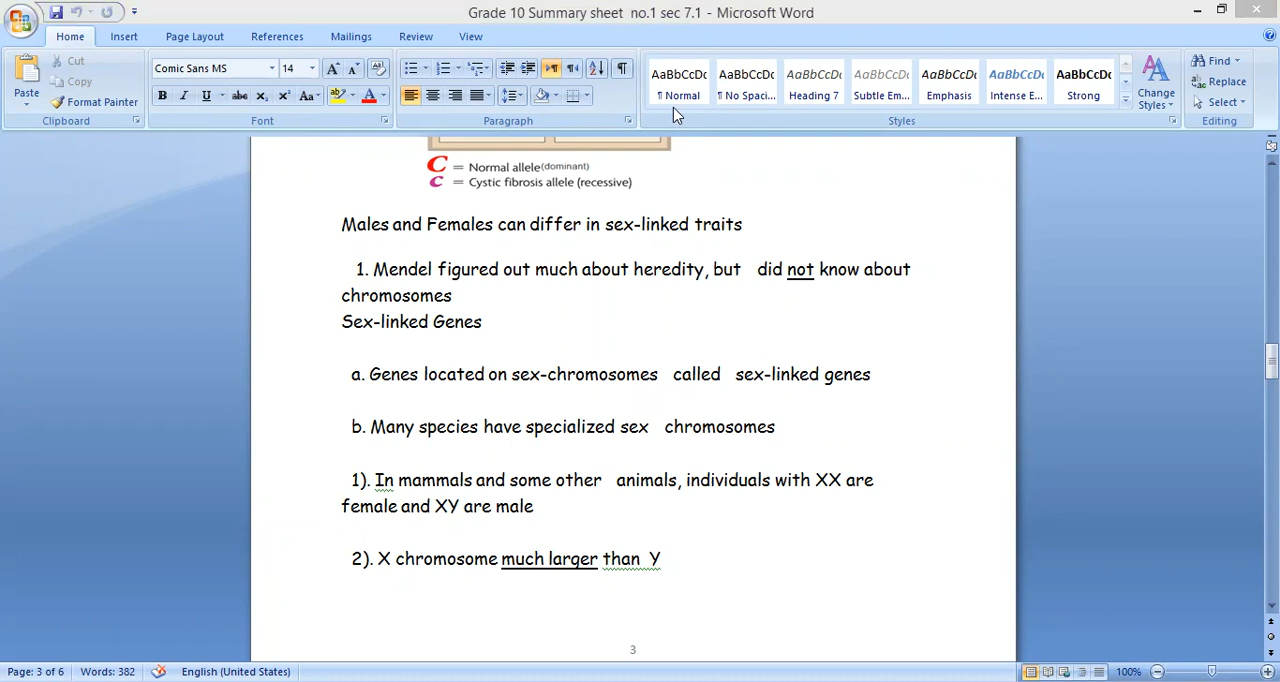 Grade 10 Summary sheet no.1 sec 7.1 - Microsoft Word
Home Insert Page Layout References Mailings Review View
Paste
Cut
Copy
Format Painter
Clipboard
Comic Sans MS 14
B I U abc X₂ X² Aa
Font
Paragraph
AaBbCcDc AaBbCcDc AaBbCcDc AaBbCcDc AaBbCcDc AaBbCcDc AaBbCcDc
¶ Normal ¶ No Spaci... Heading 7 Subtle Em... Emphasis Intense E... Strong
Change Styles
Styles
Find
Replace
Select
Editing
C = Normal allele(dominant)
c = Cystic fibrosis allele (recessive)
Males and Females can differ in sex-linked traits
1. Mendel figured out much about heredity, but did not know about
chromosomes
Sex-linked Genes
a. Genes located on sex-chromosomes called sex-linked genes
b. Many species have specialized sex chromosomes
1). In mammals and some other animals, individuals with XX are
female and XY are male
2). X chromosome much larger than Y
3
Page: 3 of 6 Words: 382 English (United States) 100%